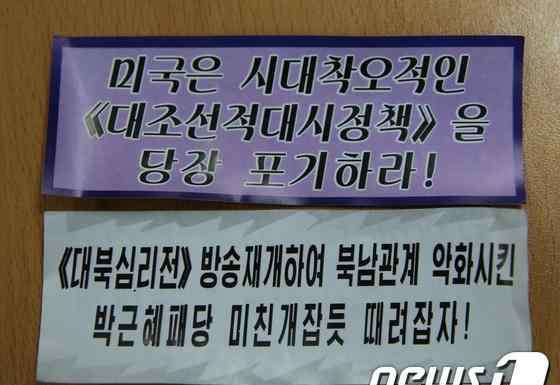 미국은 시대착오적인
《대조선적대시정책》을
당장 포기하라!
《대북심리전》 방송재개하여 북남관계 악화시킨
박근혜패당 미친개잡듯 때려잡자!
news1